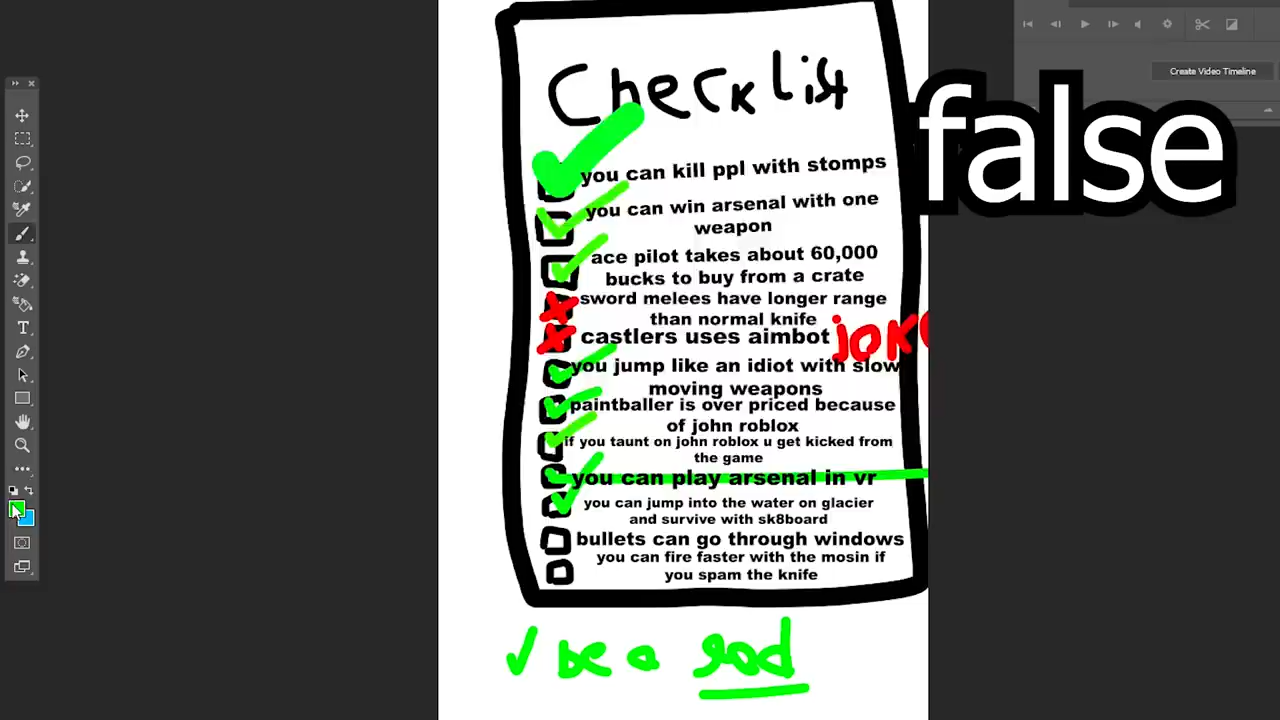 Create Video Timeline
false
Checklist
you can kill ppl with stomps
you can win arsenal with one
weapon
ace pilot takes about 60,000
bucks to buy from a crate
sword melees have longer range
than normal knife
castlers uses aimbot
you jump like an idiot with slow
moving weapons
paintballer is over priced because
of john roblox
if you taunt on john roblox u get kicked from
the game
you can play arsenal in vr
you can jump into the water on glacier
and survive with sk8board
bullets can go through windows
you can fire faster with the mosin if
you spam the knife
be a god